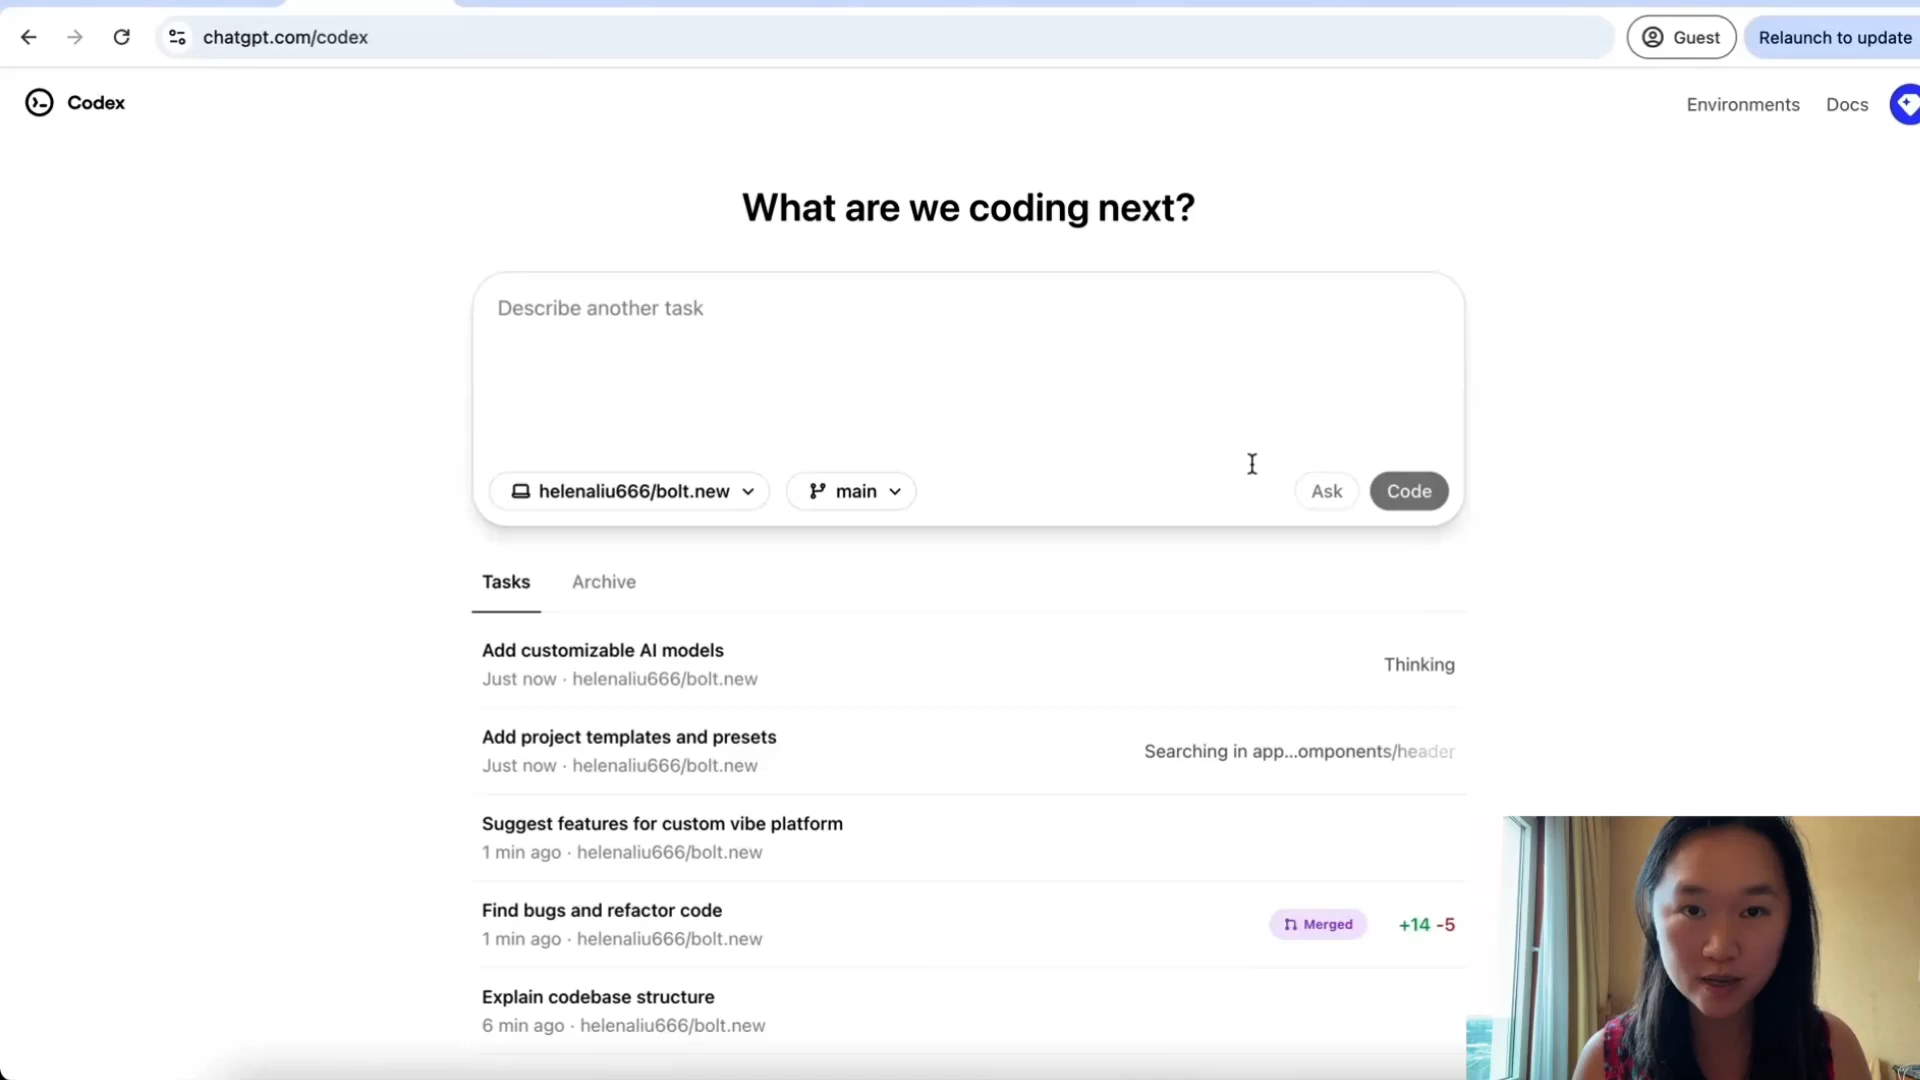 chatgpt.com/codex
Guest
Relaunch to update
Codex
Environments
Docs
What are we coding next?
Describe another task
helenaliu666/bolt.new
main
Ask
Code
Tasks
Archive
Add customizable AI models
Just now · helenaliu666/bolt.new
Thinking
Add project templates and presets
Just now · helenaliu666/bolt.new
Searching in app...omponents/header
Suggest features for custom vibe platform
1 min ago · helenaliu666/bolt.new
Find bugs and refactor code
1 min ago · helenaliu666/bolt.new
Merged
+14 -5
Explain codebase structure
6 min ago · helenaliu666/bolt.new